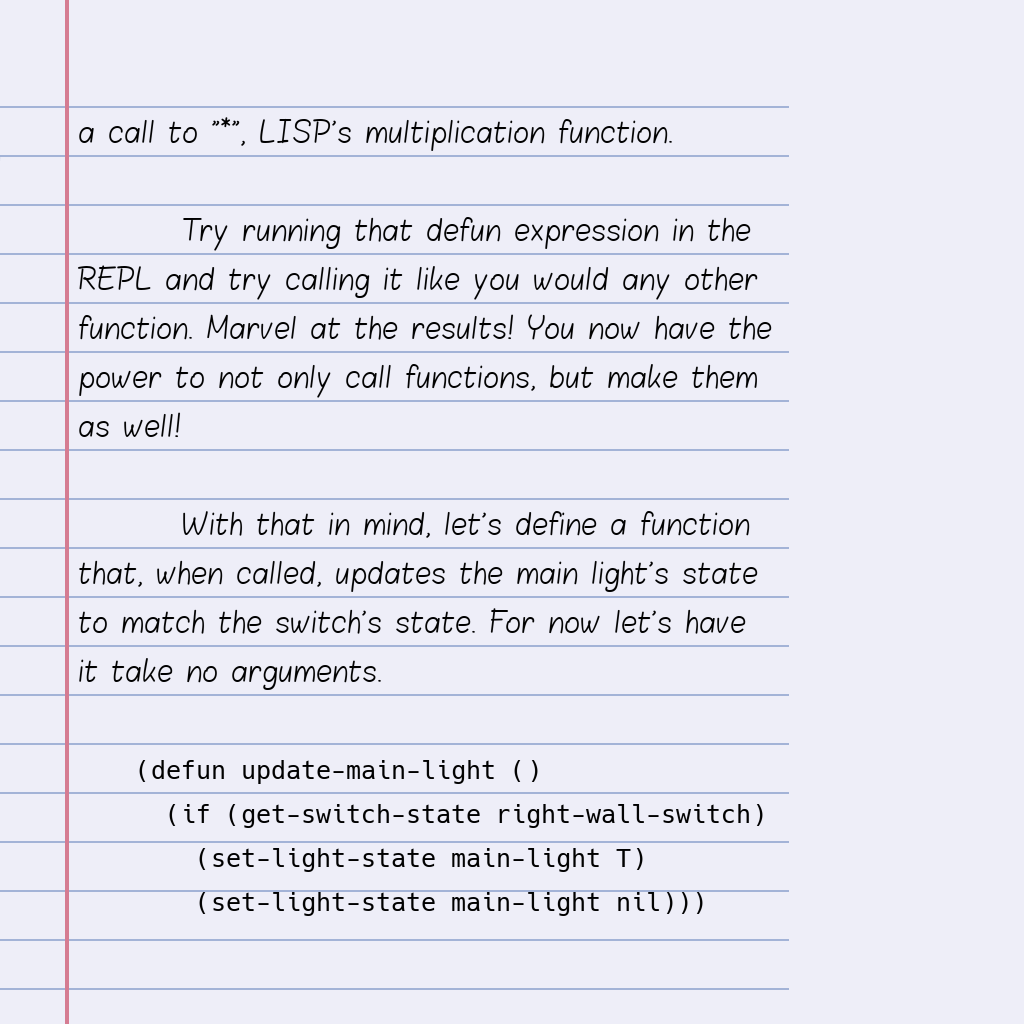 a call to ”*”, LISP’s multiplication function.
Try running that defun expression in the
REPL and try calling it like you would any other
function. Marvel at the results! You now have the
power to not only call functions, but make them
as well!
With that in mind, let’s define a function
that, when called, updates the main light’s state
to match the switch’s state. For now let’s have
it take no arguments.
(defun update-main-light ()
(if (get-switch-state right-wall-switch)
(set-light-state main-light T)
(set-light-state main-light nil)))